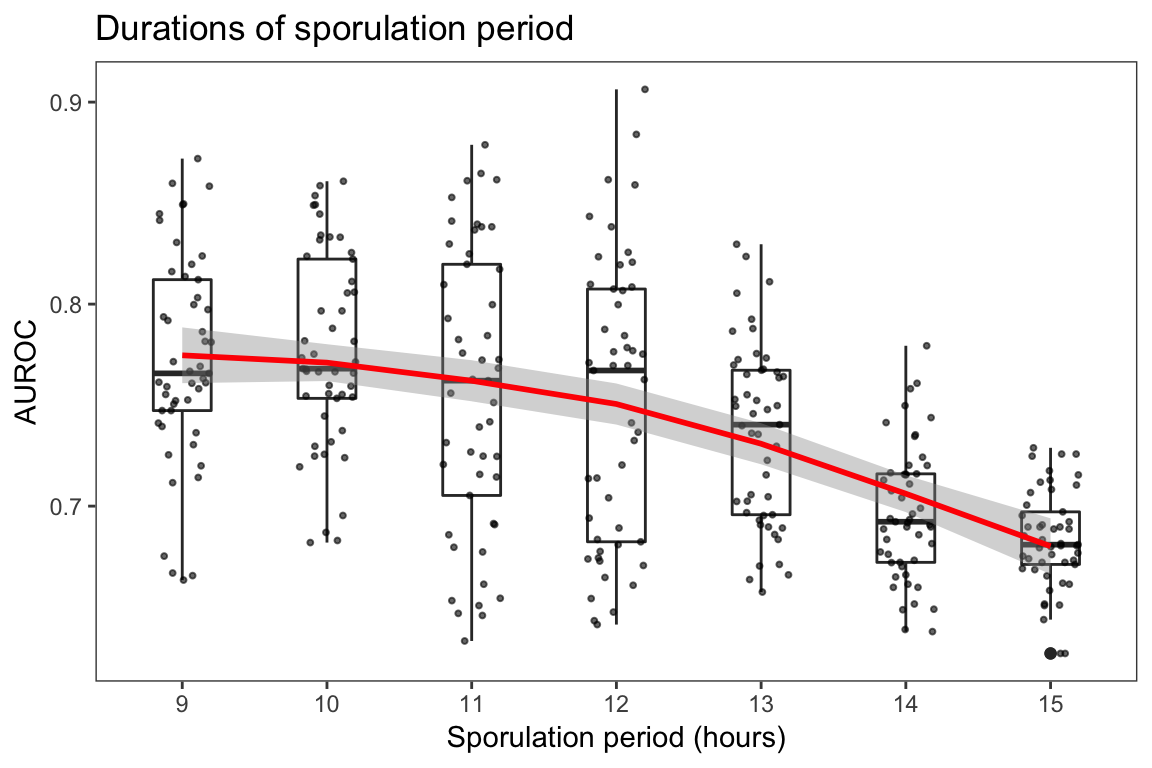 Durations of sporulation period
AUROC
0.9
0.8
0.7
9 10 11 12 13 14 15
Sporulation period (hours)